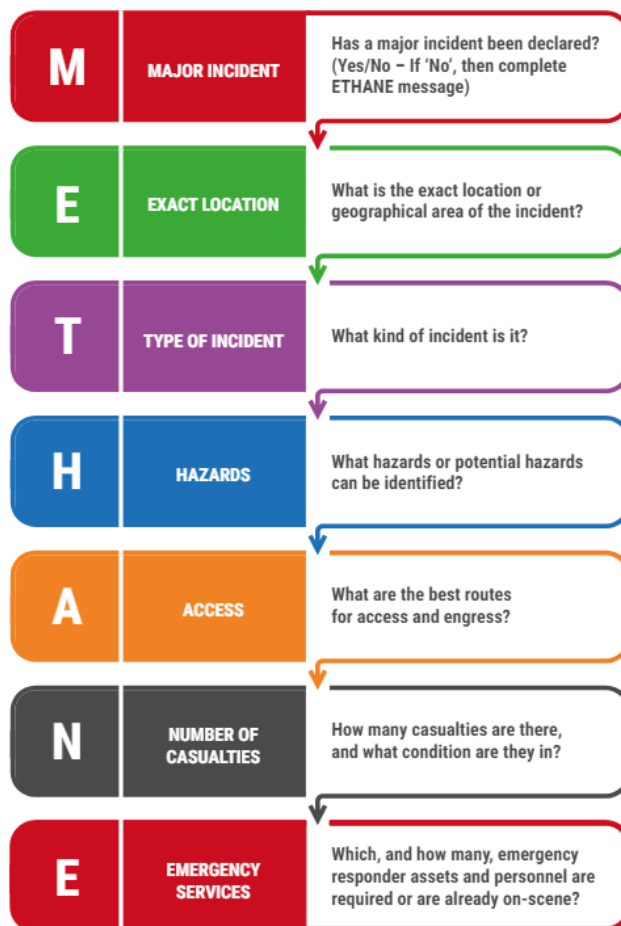 M
MAJOR INCIDENT
Has a major incident been declared?
(Yes/No – If ‘No’, then complete
ETHANE message)
E
EXACT LOCATION
What is the exact location or
geographical area of the incident?
T
TYPE OF INCIDENT
What kind of incident is it?
H
HAZARDS
What hazards or potential hazards
can be identified?
A
ACCESS
What are the best routes
for access and engress?
N
NUMBER OF
CASUALTIES
How many casualties are there,
and what condition are they in?
E
EMERGENCY
SERVICES
Which, and how many, emergency
responder assets and personnel are
required or are already on-scene?